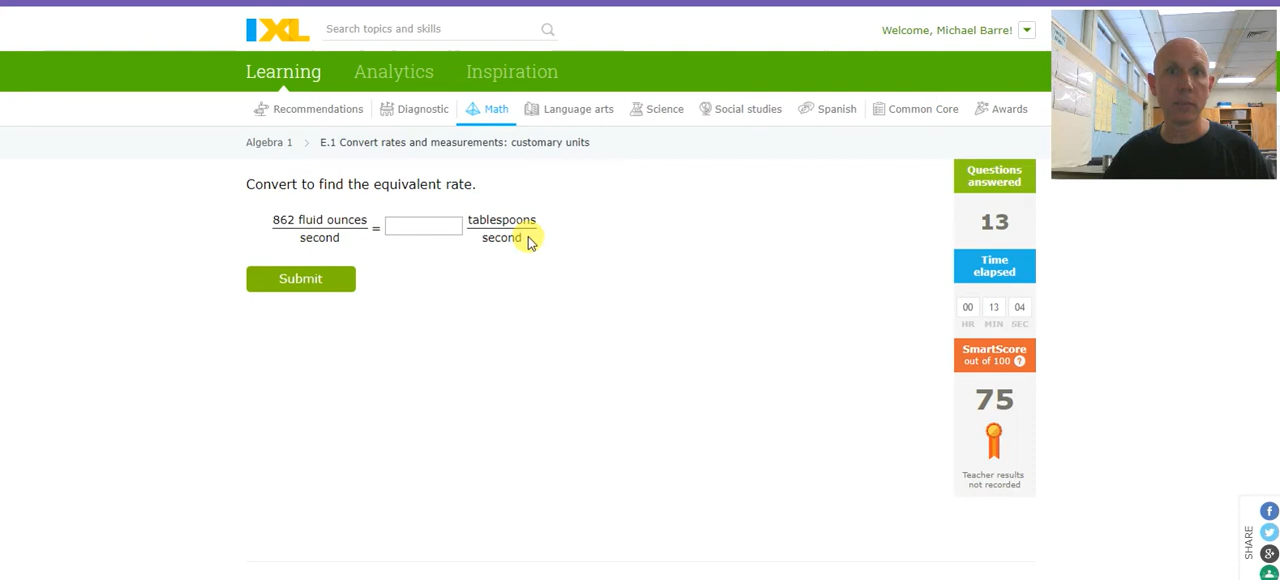 IXL
Search topics and skills
Welcome, Michael Barre!
Learning Analytics Inspiration
Recommendations Diagnostic Math Language arts Science Social studies Spanish Common Core Awards
Algebra 1 E.1 Convert rates and measurements: customary units
Convert to find the equivalent rate.
862 fluid ounces
second
=
tablespoons
second
Submit
Questions
answered
13
Time
elapsed
00 13 04
HR MIN SEC
SmartScore
out of 100 ?
75
Teacher results
not recorded
SHARE